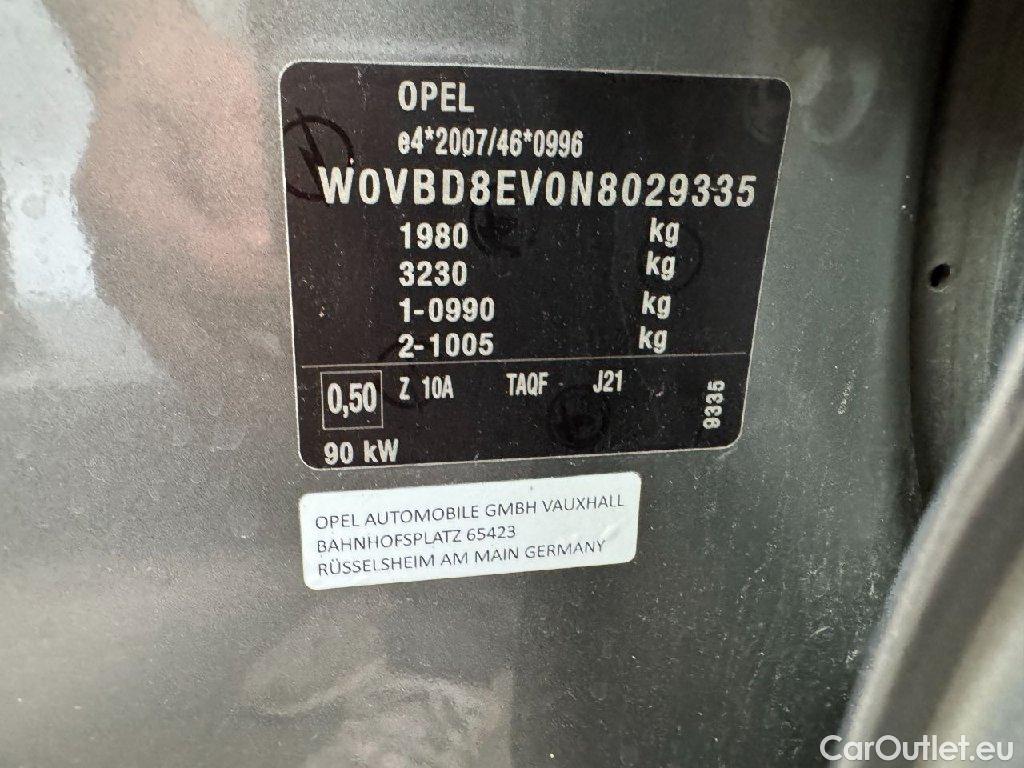 OPEL
e4*2007/46*0996
W0VBD8EV0N8029335
1980 kg
3230 kg
1-0990 kg
2-1005 kg
0,50 Z 10A TAQF J21
9335
90 kW
OPEL AUTOMOBILE GMBH VAUXHALL
BAHNHOFSPLATZ 65423
RÜSSELSHEIM AM MAIN GERMANY
CarOutlet.eu